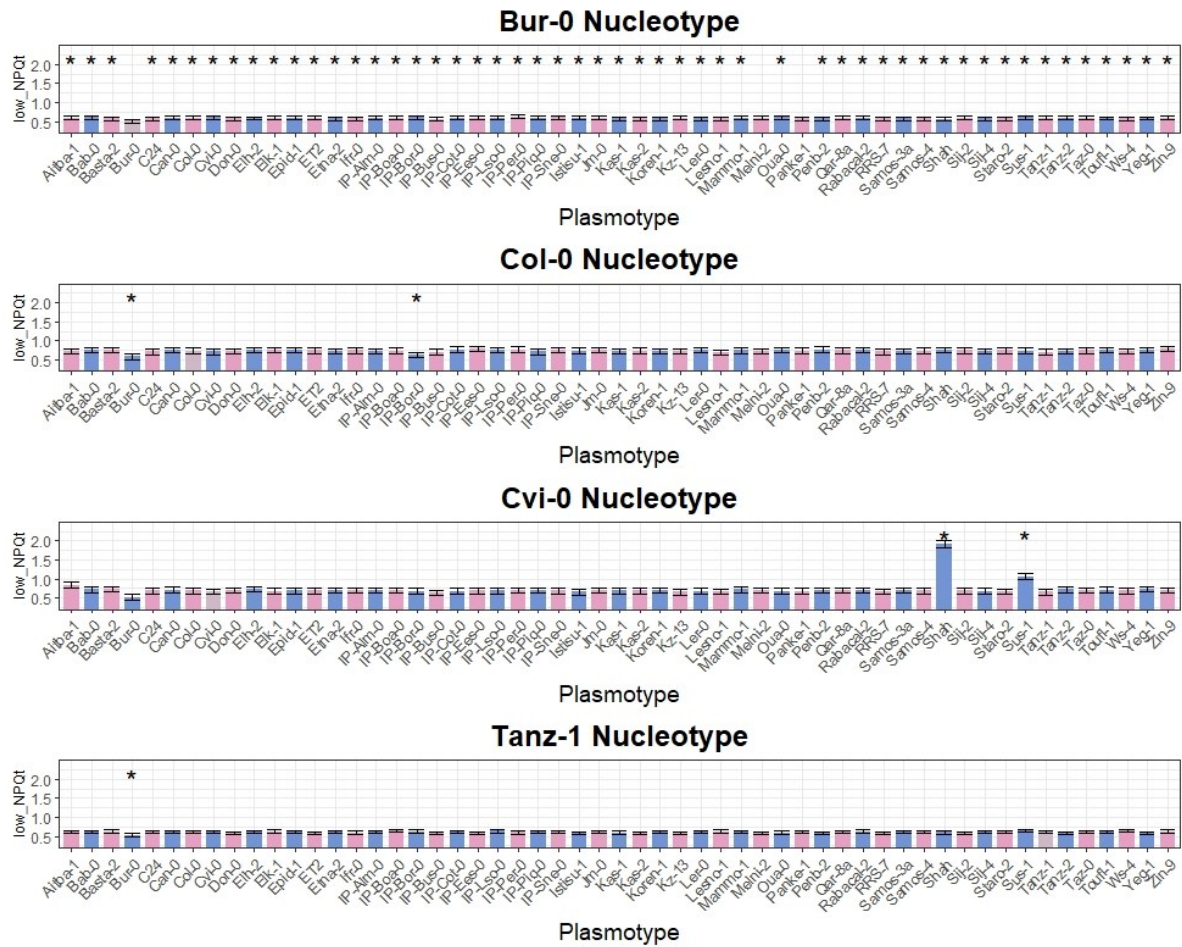 Bur-0 Nucleotype
low_NPQt
2.0
1.5
1.0
0.5
* * * * * * * * * * * * * * * * * * * * * * * * * * * * * * * * * * * * * * * * * * * * * * * * * * * *
Aitba-1 Bab-0 Basta-2 Bur-0 C24 Can-0 Col-0 Cvi-0 Don-0 Elh-2 Elk-1 Epid-1 ET2 Etna-2 Ifr-0 IP-Alm-0 IP-Boa-0 IP-Bor-0 IP-Bus-0 IP-Cot-0 IP-Ees-0 IP-Lso-0 IP-Per-0 IP-Piq-0 IP-She-0 Istisu-1 Jm-0 Kas-1 Kas-2 Koren-1 Kz-13 Ler-0 Lesno-1 Mammo-1 Melni-2 Oua-0 Panke-1 Penb-2 Qar-8a Rabacal-2 RRS-7 Samos-3a Samos-4 Shah Sij-2 Sij-4 Staro-2 Sus-1 Tanz-1 Tanz-2 Taz-0 Toufl-1 Ws-4 Yeg-1 Zin-9
Plasmotype
Col-0 Nucleotype
low_NPQt
2.0
1.5
1.0
0.5
* *
Aitba-1 Bab-0 Basta-2 Bur-0 C24 Can-0 Col-0 Cvi-0 Don-0 Elh-2 Elk-1 Epid-1 ET2 Etna-2 Ifr-0 IP-Alm-0 IP-Boa-0 IP-Bor-0 IP-Bus-0 IP-Cot-0 IP-Ees-0 IP-Lso-0 IP-Per-0 IP-Piq-0 IP-She-0 Istisu-1 Jm-0 Kas-1 Kas-2 Koren-1 Kz-13 Ler-0 Lesno-1 Mammo-1 Melni-2 Oua-0 Panke-1 Penb-2 Qar-8a Rabacal-2 RRS-7 Samos-3a Samos-4 Shah Sij-2 Sij-4 Staro-2 Sus-1 Tanz-1 Tanz-2 Taz-0 Toufl-1 Ws-4 Yeg-1 Zin-9
Plasmotype
Cvi-0 Nucleotype
low_NPQt
2.0
1.5
1.0
0.5
* *
Aitba-1 Bab-0 Basta-2 Bur-0 C24 Can-0 Col-0 Cvi-0 Don-0 Elh-2 Elk-1 Epid-1 ET2 Etna-2 Ifr-0 IP-Alm-0 IP-Boa-0 IP-Bor-0 IP-Bus-0 IP-Cot-0 IP-Ees-0 IP-Lso-0 IP-Per-0 IP-Piq-0 IP-She-0 Istisu-1 Jm-0 Kas-1 Kas-2 Koren-1 Kz-13 Ler-0 Lesno-1 Mammo-1 Melni-2 Oua-0 Panke-1 Penb-2 Qar-8a Rabacal-2 RRS-7 Samos-3a Samos-4 Shah Sij-2 Sij-4 Staro-2 Sus-1 Tanz-1 Tanz-2 Taz-0 Toufl-1 Ws-4 Yeg-1 Zin-9
Plasmotype
Tanz-1 Nucleotype
low_NPQt
2.0
1.5
1.0
0.5
*
Aitba-1 Bab-0 Basta-2 Bur-0 C24 Can-0 Col-0 Cvi-0 Don-0 Elh-2 Elk-1 Epid-1 ET2 Etna-2 Ifr-0 IP-Alm-0 IP-Boa-0 IP-Bor-0 IP-Bus-0 IP-Cot-0 IP-Ees-0 IP-Lso-0 IP-Per-0 IP-Piq-0 IP-She-0 Istisu-1 Jm-0 Kas-1 Kas-2 Koren-1 Kz-13 Ler-0 Lesno-1 Mammo-1 Melni-2 Oua-0 Panke-1 Penb-2 Qar-8a Rabacal-2 RRS-7 Samos-3a Samos-4 Shah Sij-2 Sij-4 Staro-2 Sus-1 Tanz-1 Tanz-2 Taz-0 Toufl-1 Ws-4 Yeg-1 Zin-9
Plasmotype